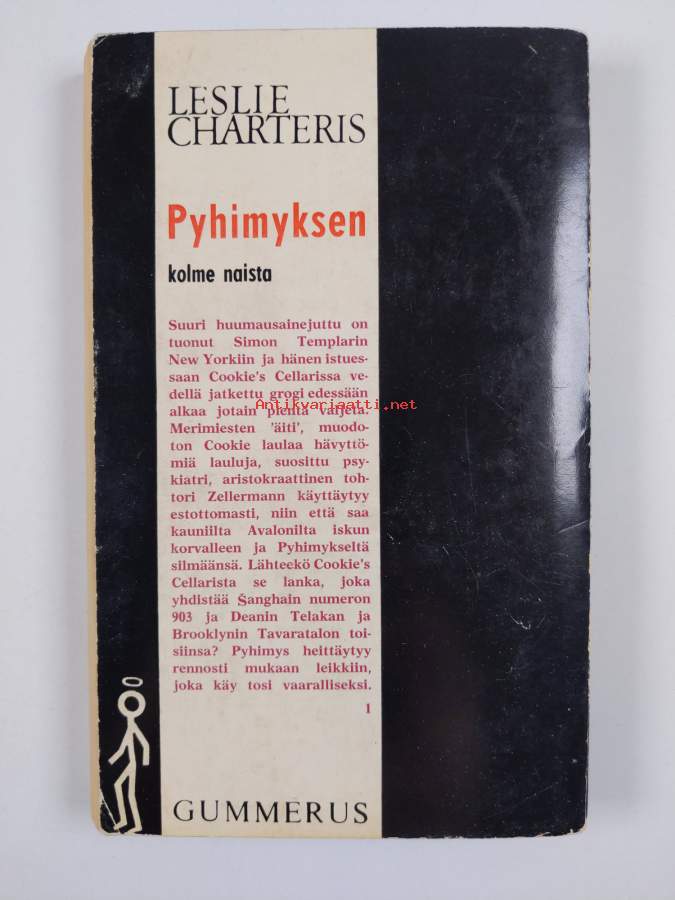 LESLIE
CHARTERIS
Pyhimyksen
kolme naista
Suuri huumausainejuttu on
tuonut Simon Templarin
New Yorkiin ja hänen istues-
saan Cookie's Cellarissa ve-
dellä jatkettu grogi edessään
Antikvariaatti.net
alkaa jotain pientä
Merimiesten 'äiti', muodo-
ton Cookie laulaa hävyttö-
miä lauluja, suosittu psy-
kiatri, aristokraattinen toh-
tori Zellermann käyttäytyy
estottomasti, niin että saa
kauniilta Avalonilta iskun
korvalleen ja Pyhimykseltä
silmäänsä. Lähteekö Cookie's
Cellarista se lanka, joka
yhdistää Šanghain numeron
903 ja Deanin Telakan ja
Brooklynin Tavaratalon toi-
siinsa? Pyhimys heittäytyy
rennosti mukaan leikkiin,
joka käy tosi vaaralliseksi.
1
GUMMERUS